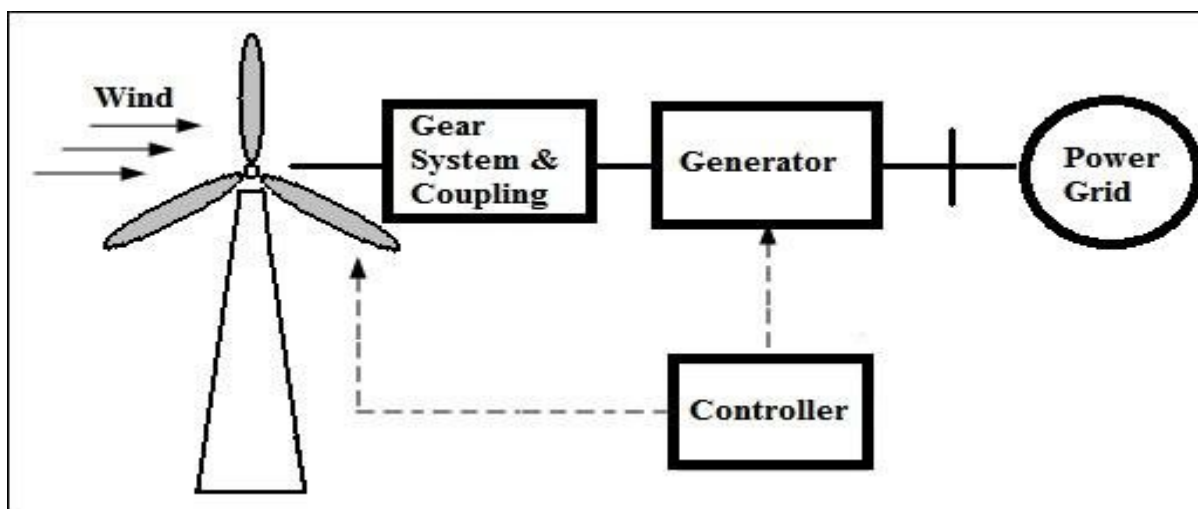 Wind
Gear
System &
Coupling
Generator
Power
Grid
Controller